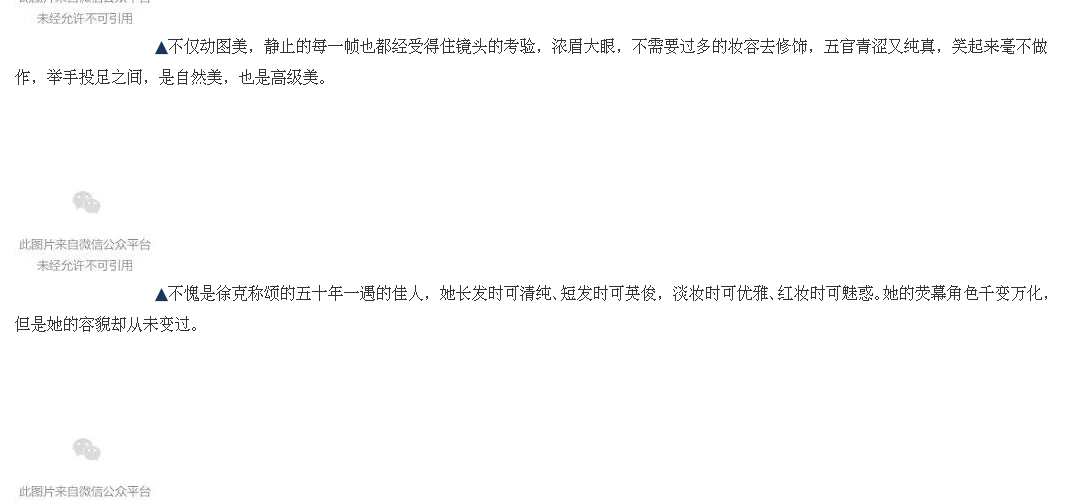 未经允许不可引用
▲不仅动图美，静止的每一帧也都经受得住镜头的考验，浓眉大眼，不需要过多的妆容去修饰，五官青涩又纯真，笑起来毫不做
作，举手投足之间，是自然美，也是高级美。
此图片来自微信公众平台
未经允许不可引用
▲不愧是徐克称颂的五十年一遇的佳人，她长发时可清纯、短发时可英俊，淡妆时可优雅、红妆时可魅惑。她的荧幕角色千变万化，
但是她的容貌却从未变过。
此图片来自微信公众平台